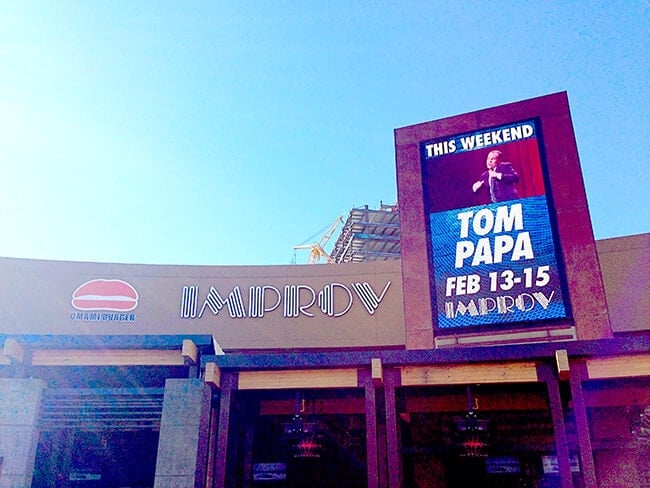 THIS WEEKEND
TOM
PAPA
FEB 13-15
IMPROV
IMPROV
UMAMI BURGER